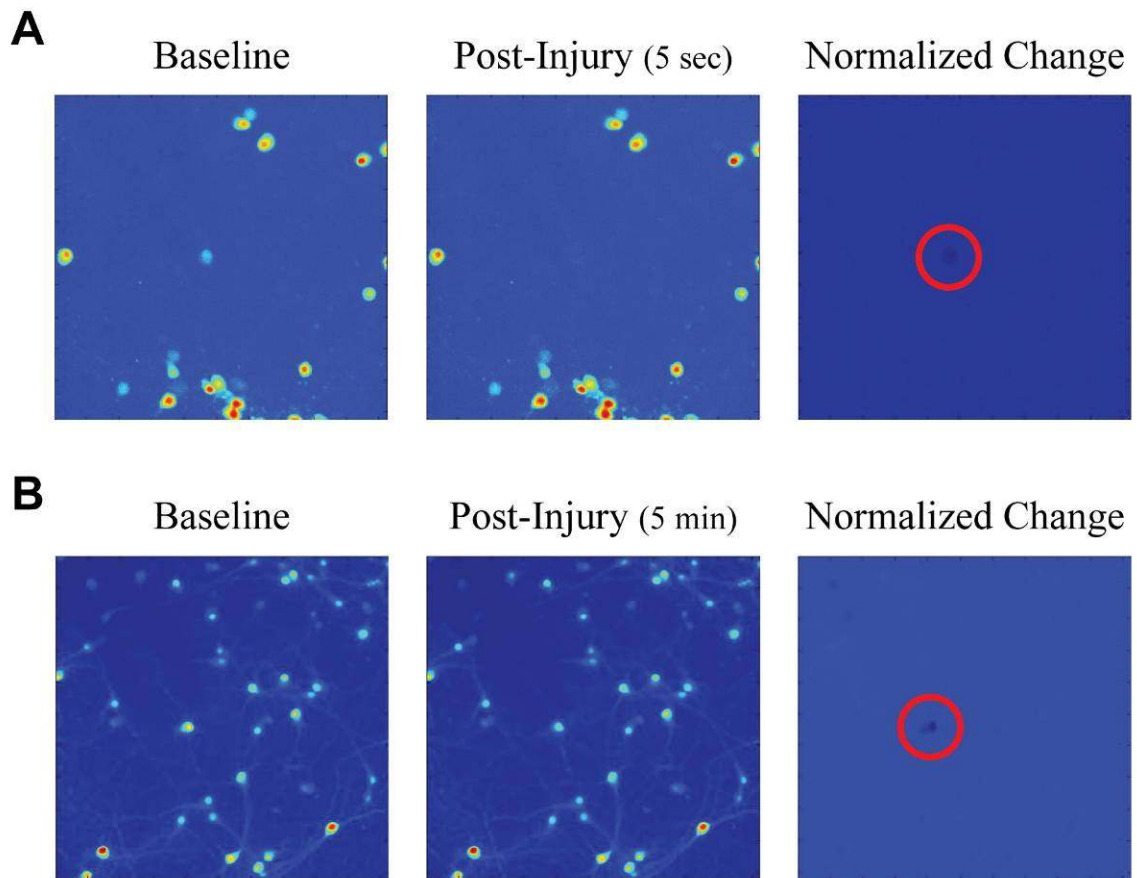 A
Baseline Post-Injury (5 sec) Normalized Change
B
Baseline Post-Injury (5 min) Normalized Change